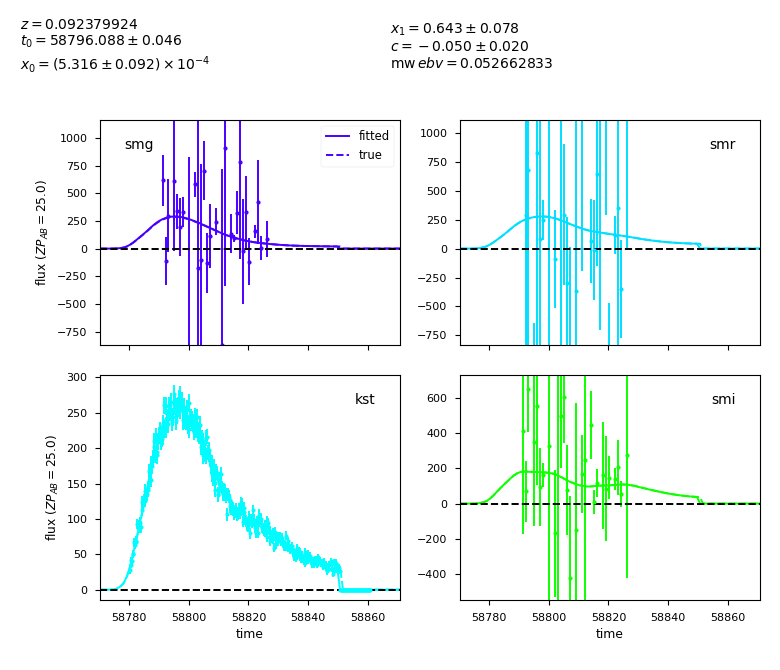 z = 0.092379924
t₀ = 58796.088 ± 0.046
x₀ = (5.316 ± 0.092) × 10⁻⁴
x₁ = 0.643 ± 0.078
c = −0.050 ± 0.020
mw ebv = 0.052662833
smg
fitted
true
1000
750
500
250
0
−250
−500
−750
flux (ZP_AB = 25.0)
smr
1000
750
500
250
0
−250
−500
−750
kst
300
250
200
150
100
50
0
flux (ZP_AB = 25.0)
58780 58800 58820 58840 58860
time
smi
600
400
200
0
−200
−400
58780 58800 58820 58840 58860
time